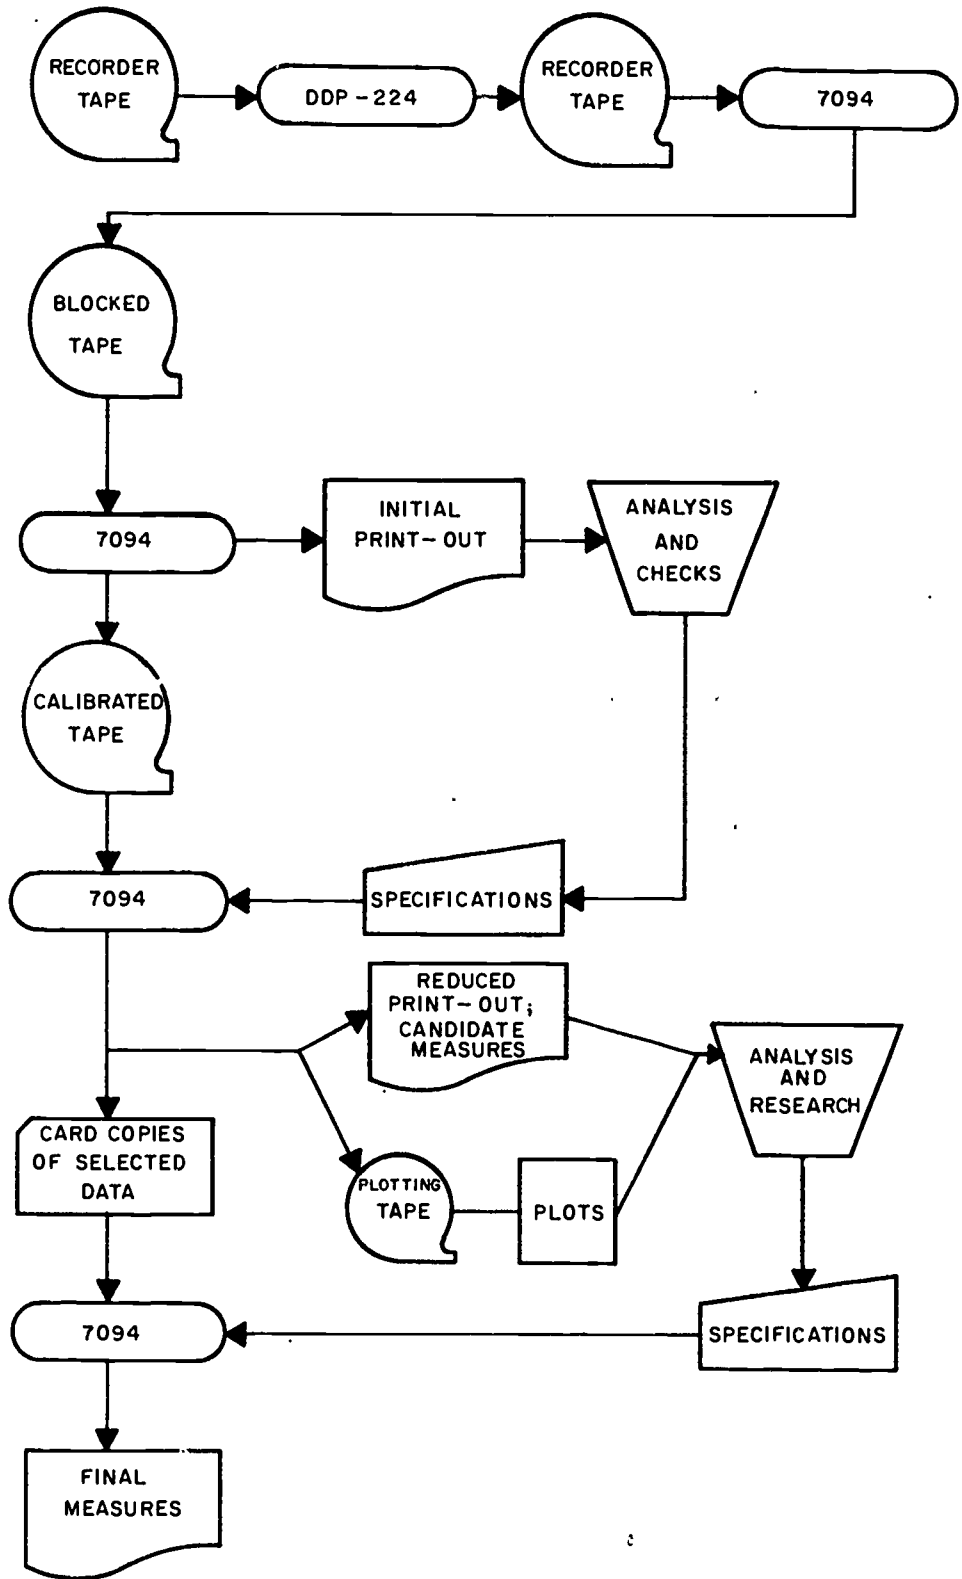 RECORDER
TAPE
DDP-224
RECORDER
TAPE
7094
BLOCKED
TAPE
7094
INITIAL
PRINT-OUT
ANALYSIS
AND
CHECKS
CALIBRATED
TAPE
7094
SPECIFICATIONS
REDUCED
PRINT-OUT;
CANDIDATE
MEASURES
ANALYSIS
AND
RESEARCH
CARD COPIES
OF SELECTED
DATA
PLOTTING
TAPE
PLOTS
7094
SPECIFICATIONS
FINAL
MEASURES